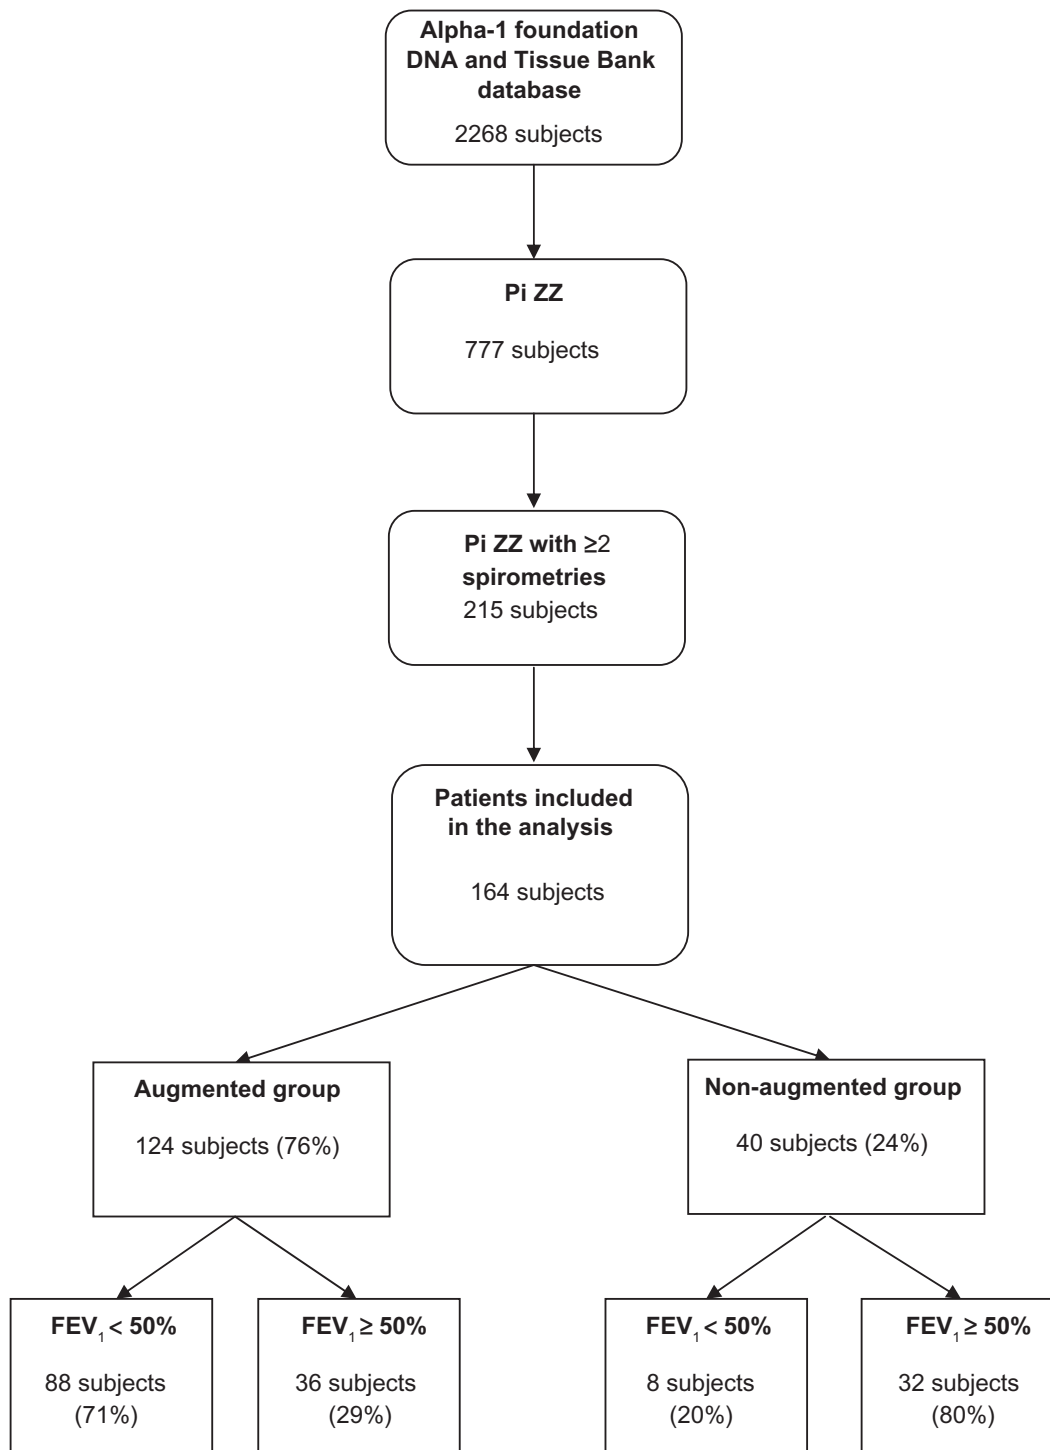 Alpha-1 foundation
DNA and Tissue Bank
database
2268 subjects
Pi ZZ
777 subjects
Pi ZZ with ≥2
spirometries
215 subjects
Patients included
in the analysis
164 subjects
Augmented group
124 subjects (76%)
Non-augmented group
40 subjects (24%)
FEV₁ < 50%
88 subjects
(71%)
FEV₁ ≥ 50%
36 subjects
(29%)
FEV₁ < 50%
8 subjects
(20%)
FEV₁ ≥ 50%
32 subjects
(80%)